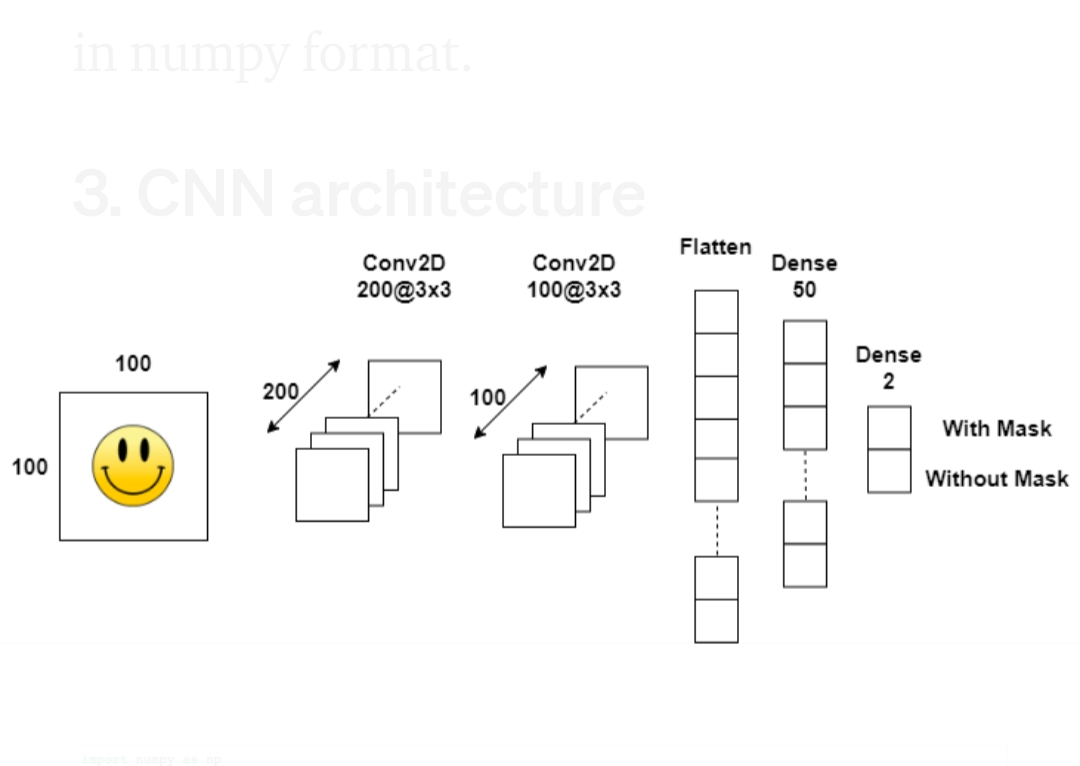 in numpy format.
3. CNN architecture
Flatten
Conv2D
200@3x3
Conv2D
100@3x3
Dense
50
100
Dense
2
200
100
With Mask
100
Without Mask
import numpy as np